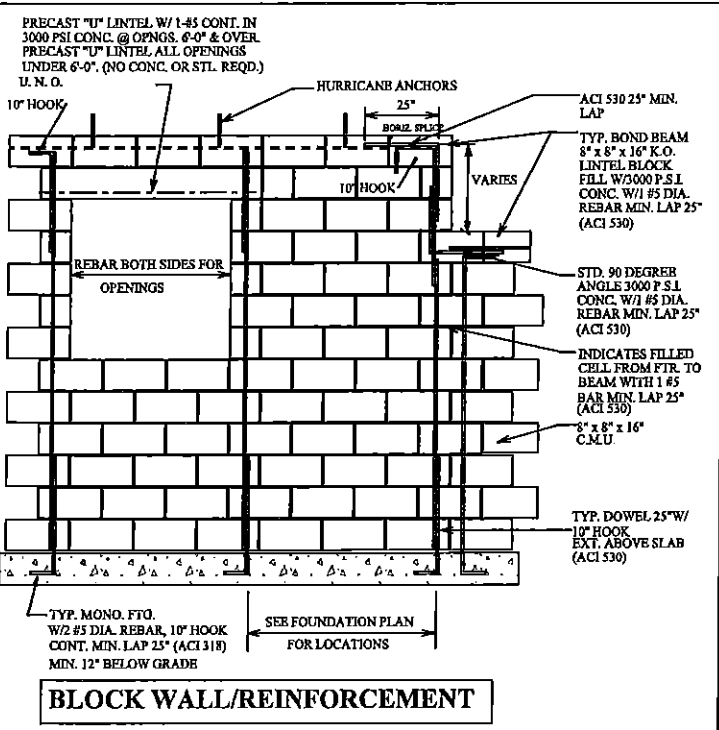 PRECAST "U" LINTEL W/ 1-#5 CONT. IN
3000 PSI CONC. @ OPNGS. 6'-0" & OVER.
PRECAST "U" LINTEL ALL OPENINGS
UNDER 6'-0". (NO CONC. OR STL. REQD.)
U. N. O.
10" HOOK
HURRICANE ANCHORS
25"
HORIZ. SPLICE
10" HOOK
VARIES
ACI 530 25" MIN.
LAP
TYP. BOND BEAM
8" x 8" x 16" K.O.
LINTEL BLOCK
FILL W/3000 P.S.I.
CONC. W/1 #5 DIA.
REBAR MIN. LAP 25"
(ACI 530)
REBAR BOTH SIDES FOR
OPENINGS
STD. 90 DEGREE
ANGLE 3000 P.S.I.
CONC. W/1 #5 DIA.
REBAR MIN. LAP 25"
(ACI 530)
INDICATES FILLED
CELL FROM FTR. TO
BEAM WITH 1 #5
BAR MIN. LAP 25"
(ACI 530)
8" x 8" x 16"
C.M.U.
TYP. DOWEL 25"W/
10" HOOK
EXT. ABOVE SLAB
(ACI 530)
TYP. MONO. FTG.
W/2 #5 DIA. REBAR, 10" HOOK
CONT. MIN. LAP 25" (ACI 318)
MIN. 12" BELOW GRADE
SEE FOUNDATION PLAN
FOR LOCATIONS
BLOCK WALL/REINFORCEMENT